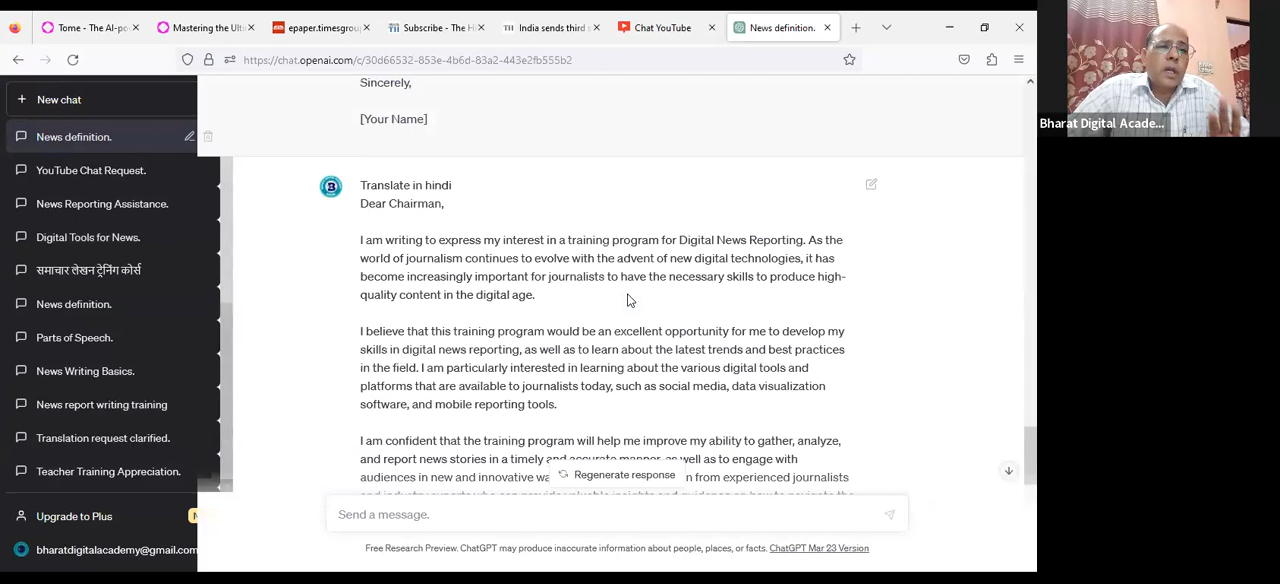 Tome - The AI-po
Mastering the Ult
epaper.timesgrou
Subscribe - The Hi
India sends third s
Chat YouTube
News definition.
https://chat.openai.com/c/30d66532-853e-4b6d-83a2-443e2fb555b2
New chat
News definition.
YouTube Chat Request.
News Reporting Assistance.
Digital Tools for News.
समाचार लेखन ट्रेनिंग कोर्स
News definition.
Parts of Speech.
News Writing Basics.
News report writing training
Translation request clarified.
Teacher Training Appreciation.
Upgrade to Plus
bharatdigitalacademy@gmail.com
Sincerely,
[Your Name]
Translate in hindi
Dear Chairman,
I am writing to express my interest in a training program for Digital News Reporting. As the
world of journalism continues to evolve with the advent of new digital technologies, it has
become increasingly important for journalists to have the necessary skills to produce high-
quality content in the digital age.
I believe that this training program would be an excellent opportunity for me to develop my
skills in digital news reporting, as well as to learn about the latest trends and best practices
in the field. I am particularly interested in learning about the various digital tools and
platforms that are available to journalists today, such as social media, data visualization
software, and mobile reporting tools.
I am confident that the training program will help me improve my ability to gather, analyze,
and report news stories in a timely and accurate manner, as well as to engage with
audiences in new and innovative wa
n from experienced journalists
Regenerate response
Send a message.
Free Research Preview. ChatGPT may produce inaccurate information about people, places, or facts. ChatGPT Mar 23 Version
Bharat Digital Acade...